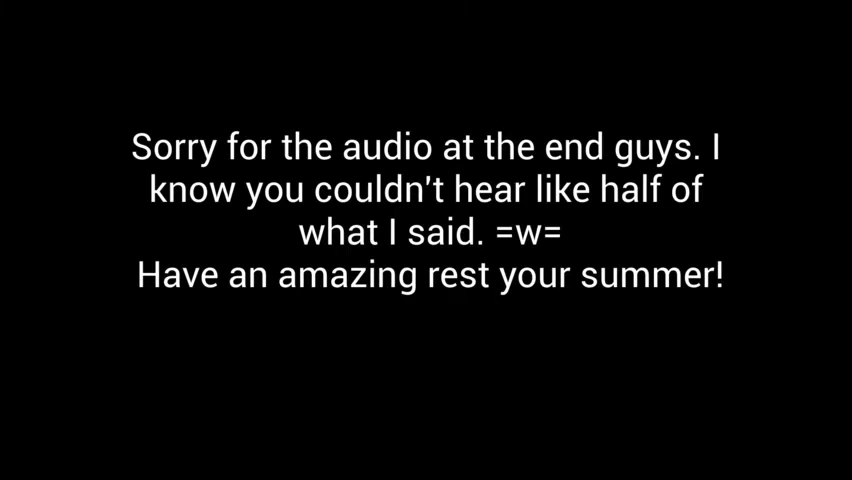 Sorry for the audio at the end guys. I
know you couldn't hear like half of
what I said. =w=
Have an amazing rest your summer!